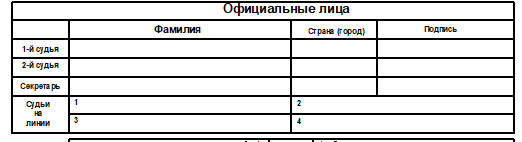 Официальные лица
Фамилия Страна (город) Подпись
1-й судья
2-й судья
Секретарь
Судьи на линии 1 2
3 4